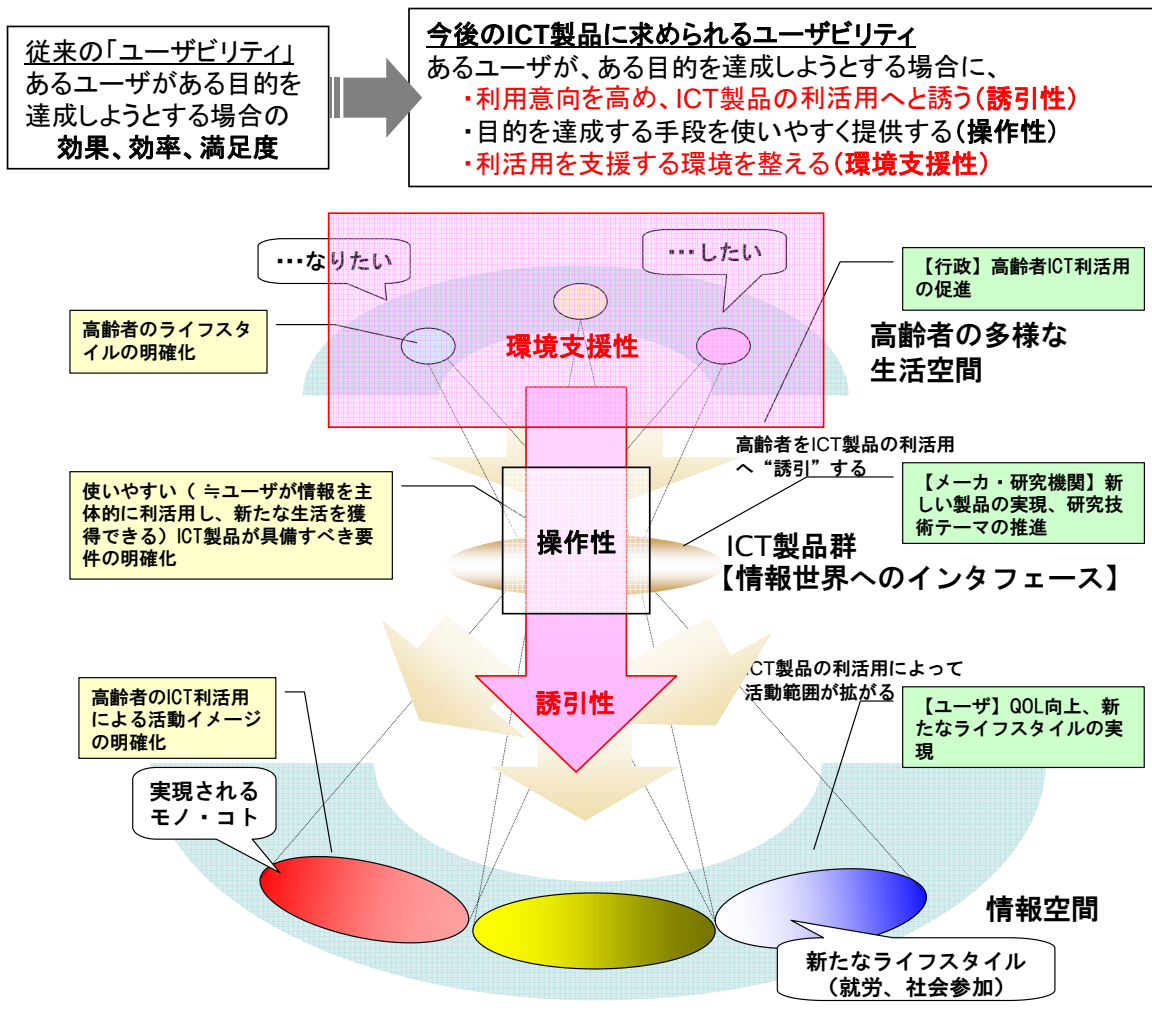 従来の「ユーザビリティ」
あるユーザがある目的を
達成しようとする場合の
効果、効率、満足度
今後のICT製品に求められるユーザビリティ
あるユーザが、ある目的を達成しようとする場合に、
・利用意向を高め、ICT製品の利活用へと誘う(誘引性)
・目的を達成する手段を使いやすく提供する(操作性)
・利活用を支援する環境を整える(環境支援性)
･･･なりたい
･･･したい
【行政】高齢者ICT利活用
の促進
高齢者のライフスタ
イルの明確化
環境支援性
高齢者の多様な
生活空間
高齢者をICT製品の利活用
へ“誘引”する
使いやすい（ ≒ユーザが情報を主
体的に利活用し、新たな生活を獲
得できる）ICT製品が具備すべき要
件の明確化
【メーカ・研究機関】新
しい製品の実現、研究技
術テーマの推進
操作性
ICT製品群
【情報世界へのインタフェース】
ICT製品の利活用によって
活動範囲が拡がる
高齢者のICT利活用
による活動イメージ
の明確化
誘引性
【ユーザ】QOL向上、新
たなライフスタイルの実
現
実現される
モノ・コト
情報空間
新たなライフスタイル
（就労、社会参加）